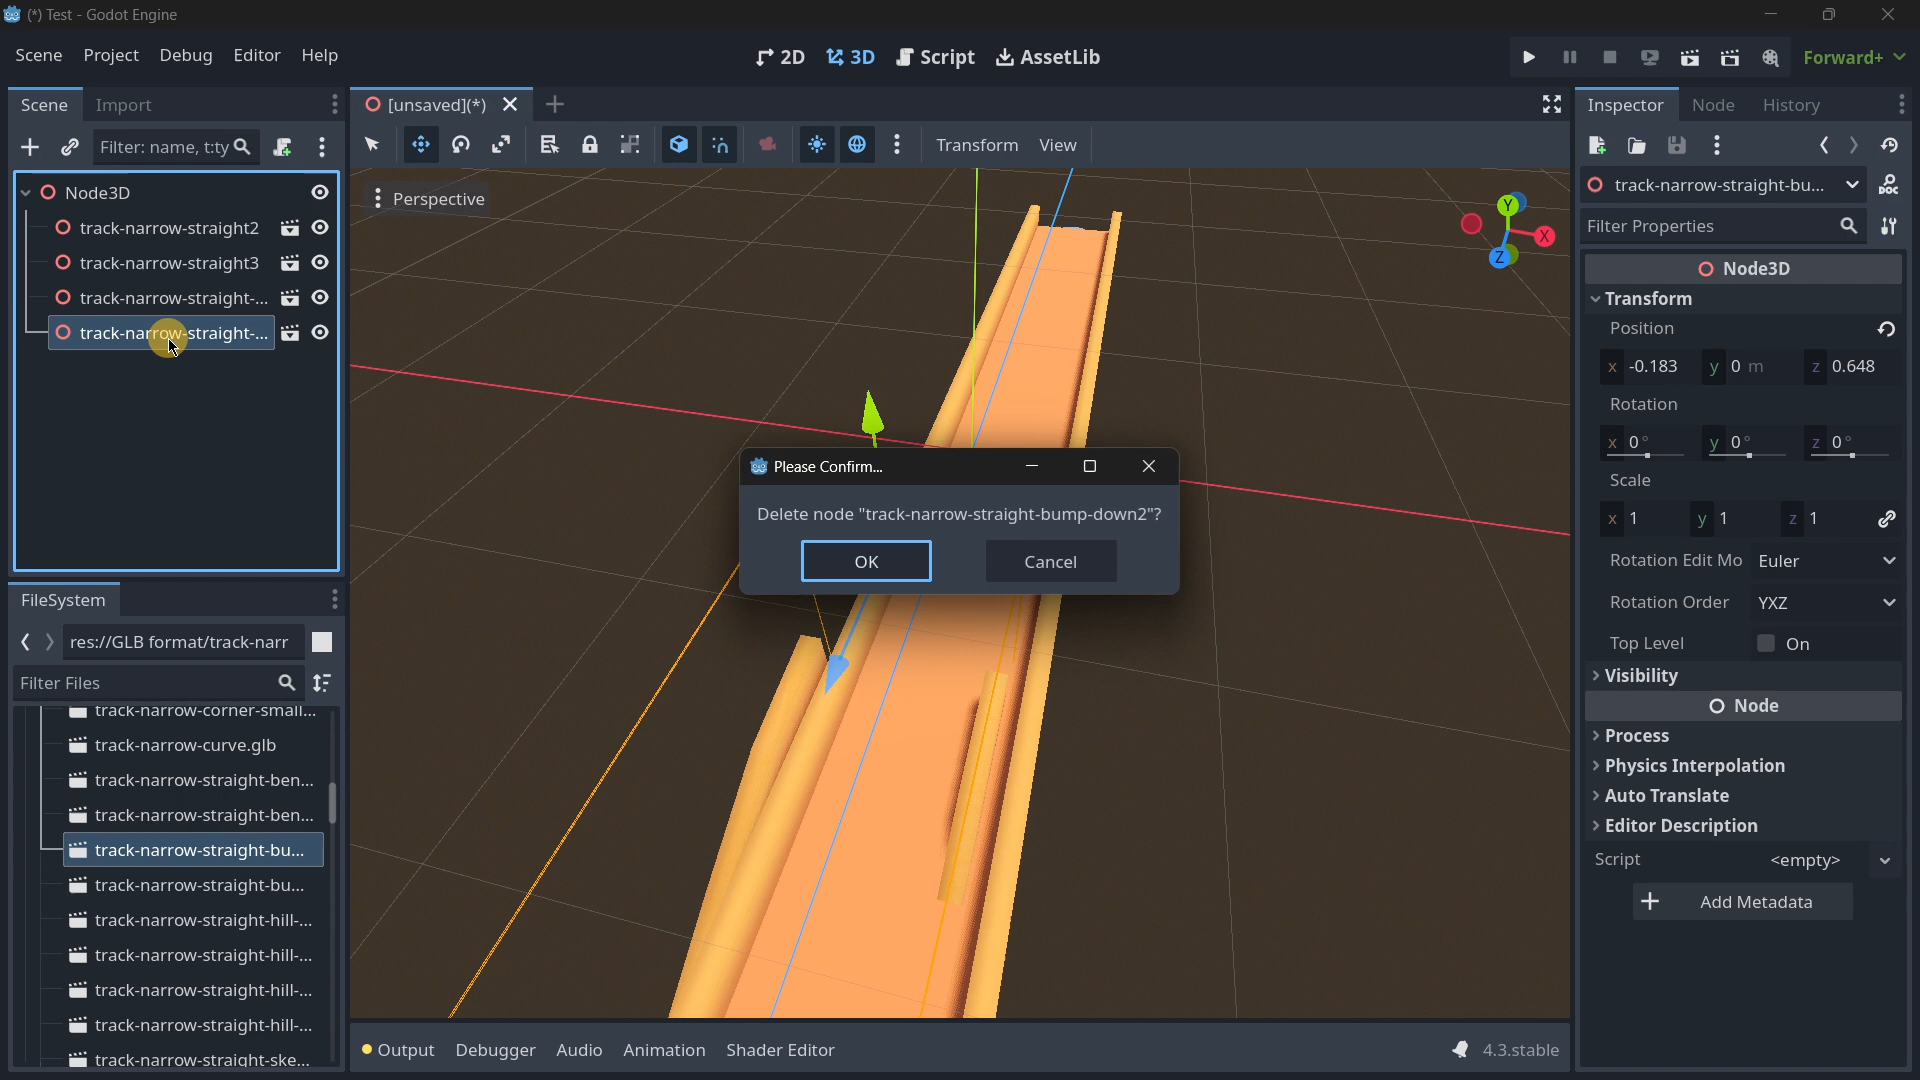 (*) Test - Godot Engine
Scene Project Debug Editor Help
2D 3D Script AssetLib
Forward+
Scene Import
[unsaved](*)
Inspector Node History
Filter: name, t:ty
Transform View
Node3D
track-narrow-straight2
track-narrow-straight3
track-narrow-straight-...
track-narrow-straight-...
Perspective
Y
X
Z
Please Confirm...
Delete node "track-narrow-straight-bump-down2"?
OK Cancel
track-narrow-straight-bu...
Filter Properties
Node3D
Transform
Position
x -0.183 y 0 m z 0.648
Rotation
x 0° y 0° z 0°
Scale
x 1 y 1 z 1
Rotation Edit Mo Euler
Rotation Order YXZ
Top Level On
Visibility
Node
Process
Physics Interpolation
Auto Translate
Editor Description
Script <empty>
Add Metadata
FileSystem
res://GLB format/track-narr
Filter Files
track-narrow-corner-small...
track-narrow-curve.glb
track-narrow-straight-ben...
track-narrow-straight-ben...
track-narrow-straight-bu...
track-narrow-straight-bu...
track-narrow-straight-hill-...
track-narrow-straight-hill-...
track-narrow-straight-hill-...
track-narrow-straight-hill-...
track-narrow-straight-ske...
Output Debugger Audio Animation Shader Editor
4.3.stable